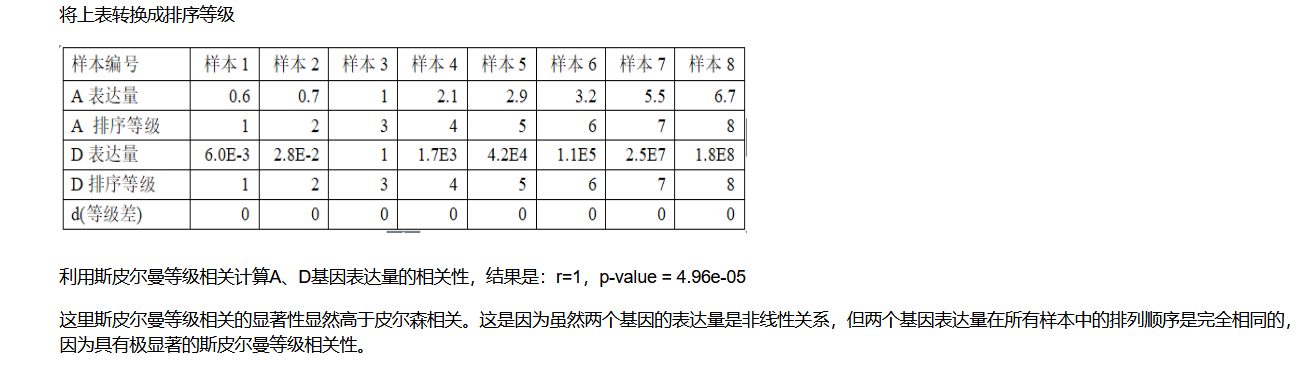 将上表转换成排序等级
样本编号 样本1 样本2 样本3 样本4 样本5 样本6 样本7 样本8
A 表达量 0.6 0.7 1 2.1 2.9 3.2 5.5 6.7
A 排序等级 1 2 3 4 5 6 7 8
D 表达量 6.0E-3 2.8E-2 1 1.7E3 4.2E4 1.1E5 2.5E7 1.8E8
D 排序等级 1 2 3 4 5 6 7 8
d(等级差) 0 0 0 0 0 0 0 0
利用斯皮尔曼等级相关计算A、D基因表达量的相关性，结果是：r=1，p-value = 4.96e-05
这里斯皮尔曼等级相关的显著性显然高于皮尔森相关。这是因为虽然两个基因的表达量是非线性关系，但两个基因表达量在所有样本中的排列顺序是完全相同的，
因为具有极显著的斯皮尔曼等级相关性。